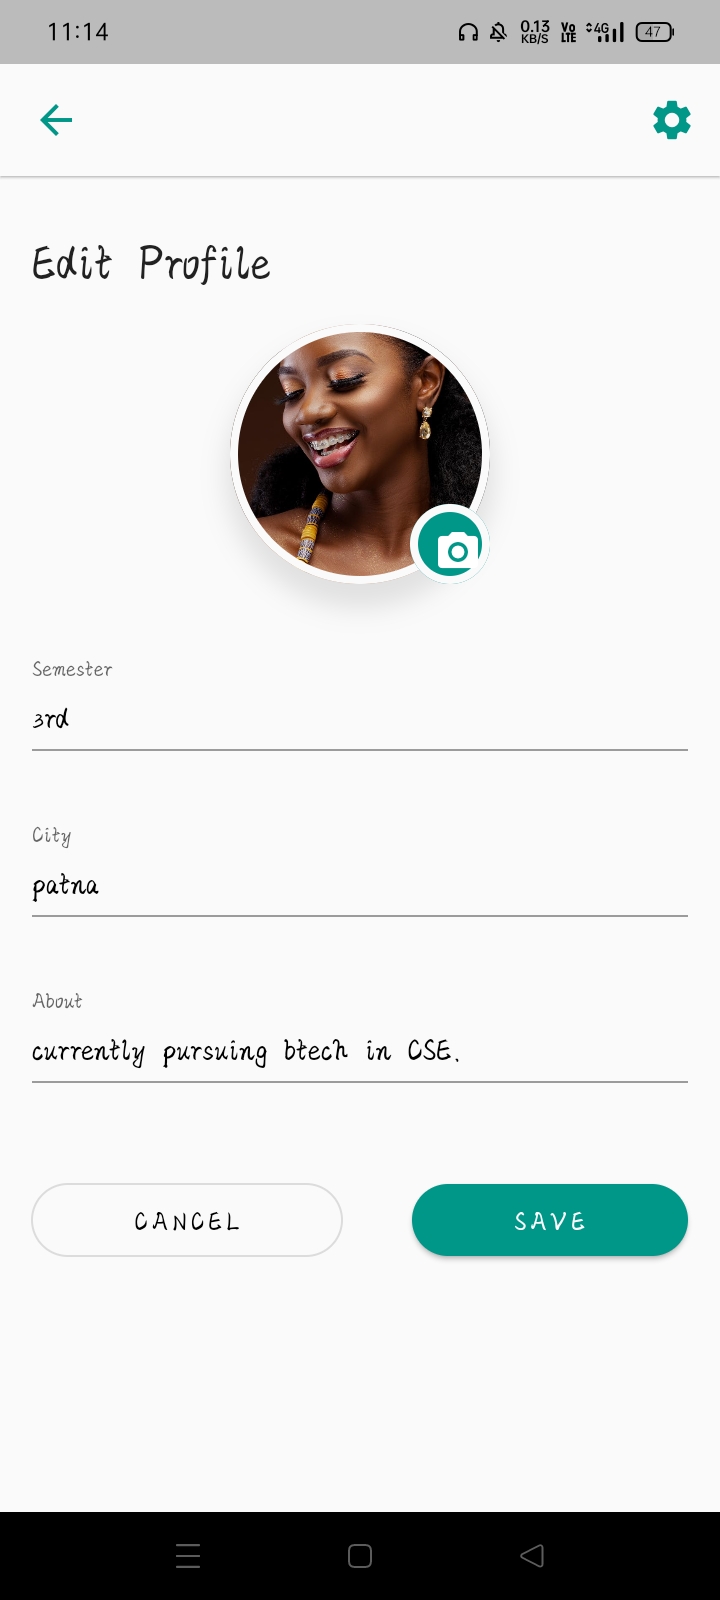 11:14
0.13 KB/S Vo LTE 4G 47
Edit Profile
Semester
3rd
City
patna
About
currently pursuing btech in CSE.
CANCEL SAVE